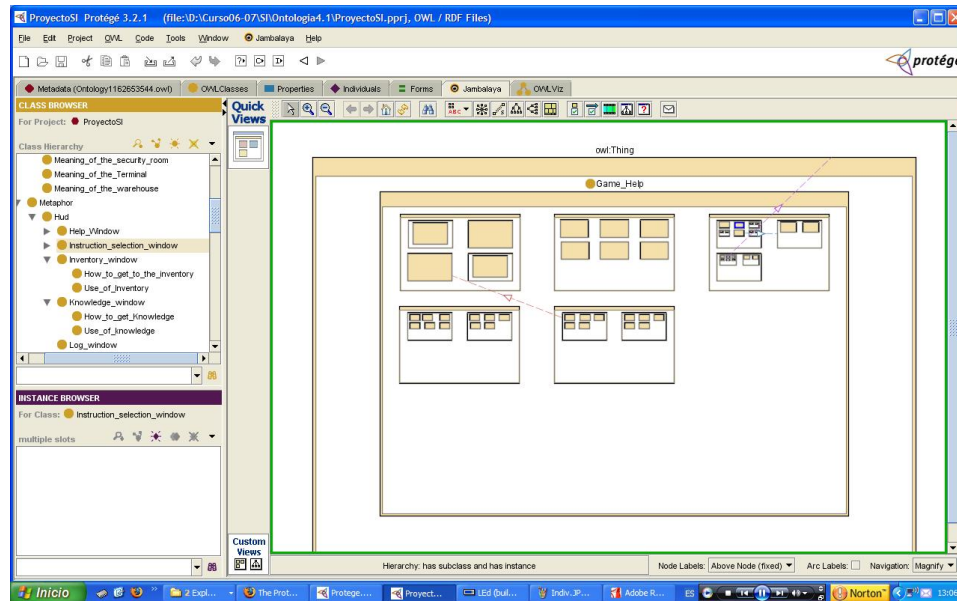 ProyectoSI Protégé 3.2.1 (file:\D:\Curso06-07\SI\Ontologia4.1\ProyectoSI.pprj, OWL / RDF Files)
File Edit Project OWL Code Tools Window Jambalaya Help
protégé
Metadata (Ontology1162653544.owl) OWLClasses Properties Individuals Forms Jambalaya OWLViz
CLASS BROWSER
For Project: ProyectoSI
Class Hierarchy
Meaning_of_the_security_room
Meaning_of_the_Terminal
Meaning_of_the_warehouse
Metaphor
Hud
Help_Window
Instruction_selection_window
Inventory_window
How_to_get_to_the_inventory
Use_of_Inventory
Knowledge_window
How_to_get_Knowledge
Use_of_knowledge
Log_window
INSTANCE BROWSER
For Class: Instruction_selection_window
multiple slots
Quick
Views
ABC
owl:Thing
Game_Help
Custom
Views
Hierarchy: has subclass and has instance Node Labels: Above Node (fixed) Arc Labels: Navigation: Magnify
Inicio 2 Expl... The Prot... Protege.... Proyect... LEd (bul... Indiv.JP... Adobe R... ES Norton 13:06